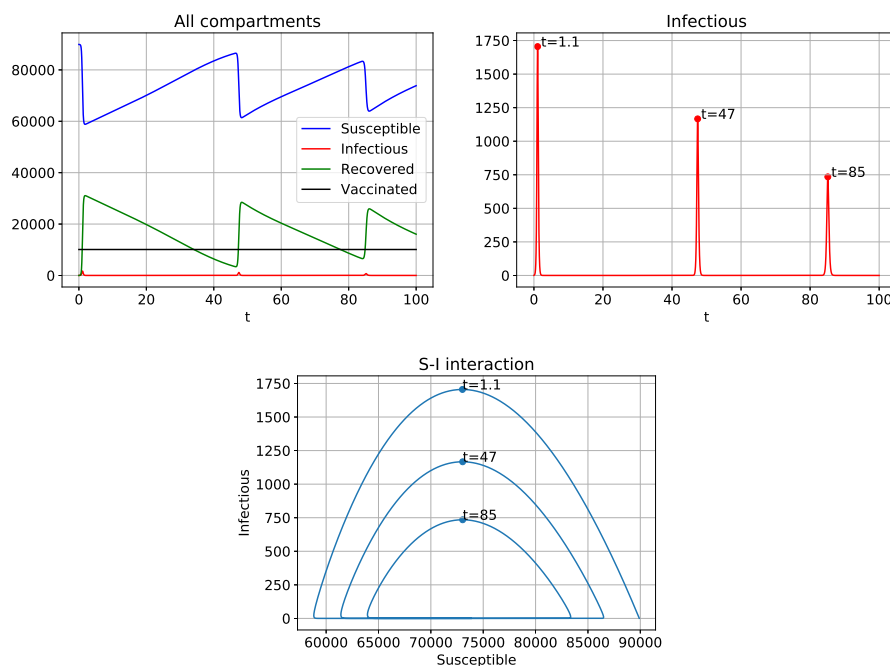 All compartments
80000
60000
40000
20000
0
Susceptible
Infectious
Recovered
Vaccinated
0 20 40 60 80 100
t
Infectious
1750
1500
1250
1000
750
500
250
0
t=1.1
t=47
t=85
0 20 40 60 80 100
t
S-I interaction
Infectious
1750
1500
1250
1000
750
500
250
0
t=1.1
t=47
t=85
60000 65000 70000 75000 80000 85000 90000
Susceptible